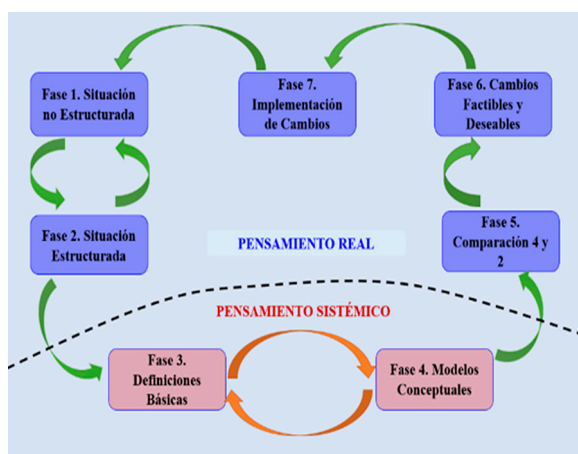 Fase 1. Situación
no Estructurada
Fase 7.
Implementación
de Cambios
Fase 6. Cambios
Factibles y
Deseables
Fase 2. Situación
Estructurada
Fase 5.
Comparación 4 y
2
PENSAMIENTO REAL
PENSAMIENTO SISTÉMICO
Fase 3.
Definiciones
Básicas
Fase 4. Modelos
Conceptuales